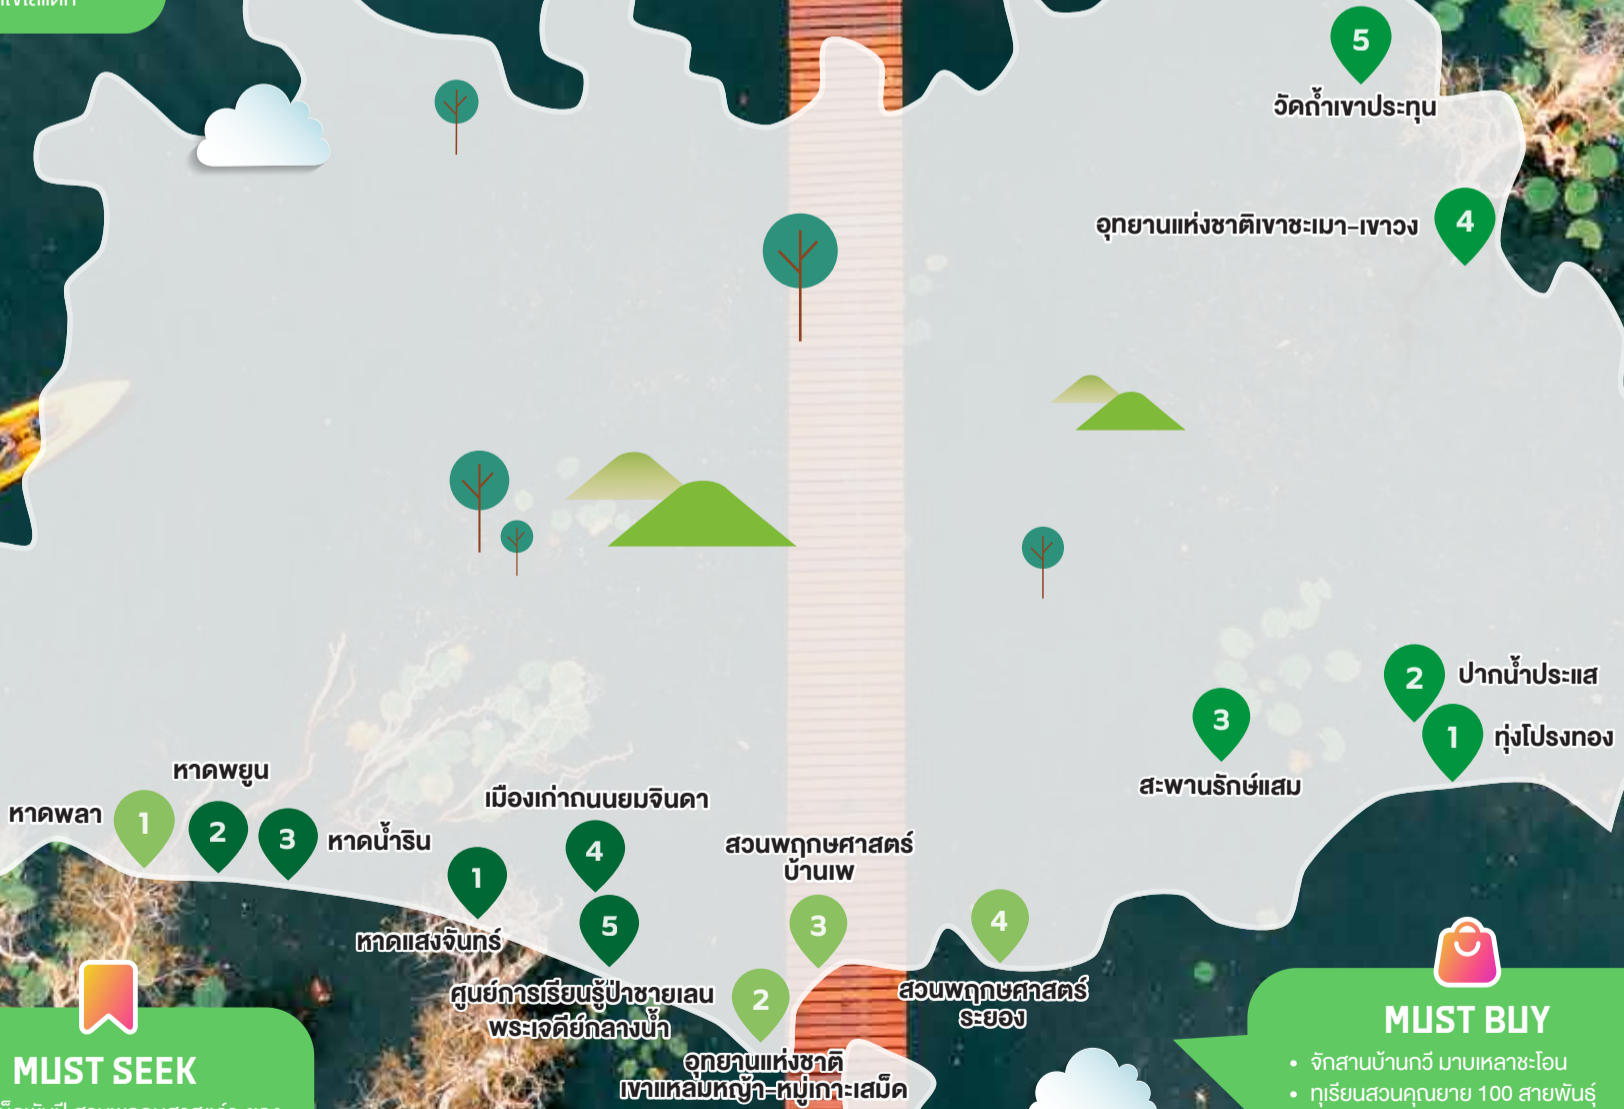 5
วัดถ้ำเขาประทุน
อุทยานแห่งชาติเขาชะเมา-เขาวง
4
2
ปากน้ำประแส
1
ทุ่งโปรงทอง
3
สะพานรักษ์แสม
หาดพลา
1
หาดพยูน
2
3
หาดน้ำริน
1
หาดแสงจันทร์
เมืองเก่าถนนยมจินดา
4
5
ศูนย์การเรียนรู้ป่าชายเลน
พระเจดีย์กลางน้ำ
สวนพฤกษศาสตร์
บ้านเพ
3
2
อุทยานแห่งชาติ
เขาแหลมหญ้า-หมู่เกาะเสม็ด
4
สวนพฤกษศาสตร์
ระยอง
MUST SEEK
MUST BUY
• จักสานบ้านกวี มาบเหลาชะโอน
• ทุเรียนสวนคุณยาย 100 สายพันธุ์